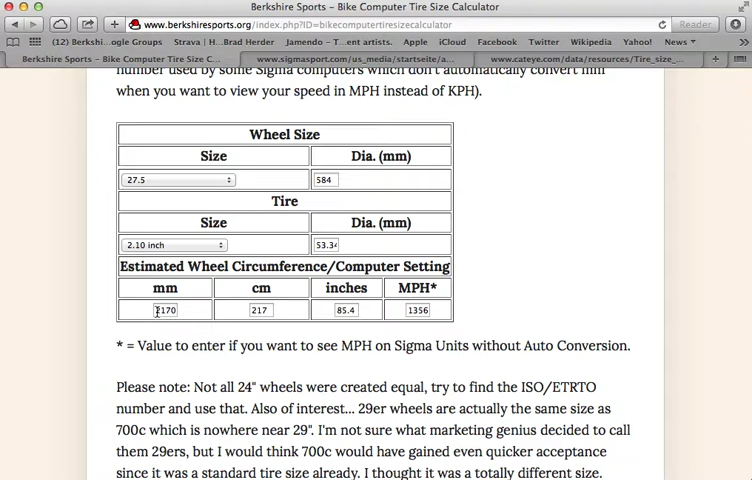 Berkshire Sports - Bike Computer Tire Size Calculator
www.berkshiresports.org/index.php?ID=bikecomputertiresizecalculator
Reader
(12) Berkshi...ogle Groups Strava | H...Brad Herder Jamendo – T...ent artists. Apple iCloud Facebook Twitter Wikipedia Yahoo! News
Berkshire Sports – Bike Computer Tire Size C... www.sigmasport.com/us_media/startseite/a... www.cateye.com/data/resources/Tire_size_...
number used by some Sigma computers which don't automatically convert mm
when you want to view your speed in MPH instead of KPH).
Wheel Size
Size Dia. (mm)
27.5 584
Tire
Size Dia. (mm)
2.10 inch 53.34
Estimated Wheel Circumference/Computer Setting
mm cm inches MPH*
2170 217 85.4 1356
* = Value to enter if you want to see MPH on Sigma Units without Auto Conversion.
Please note: Not all 24" wheels were created equal, try to find the ISO/ETRTO
number and use that. Also of interest... 29er wheels are actually the same size as
700c which is nowhere near 29". I'm not sure what marketing genius decided to call
them 29ers, but I would think 700c would have gained even quicker acceptance
since it was a standard tire size already. I thought it was a totally different size.